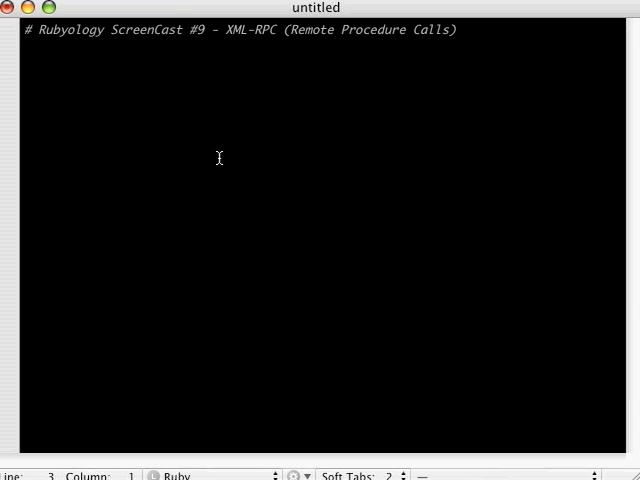 untitled
# Rubyology ScreenCast #9 - XML-RPC (Remote Procedure Calls)
Line: 3 Column: 1 L Ruby Soft Tabs: 2 —